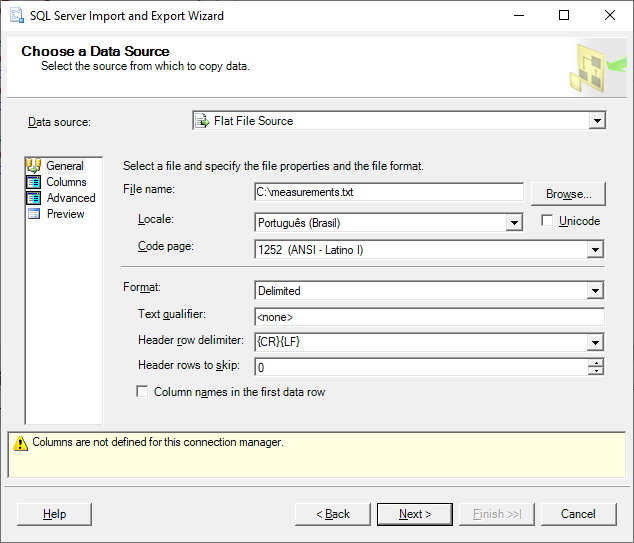 SQL Server Import and Export Wizard
Choose a Data Source
Select the source from which to copy data.
Data source: Flat File Source
General
Columns
Advanced
Preview
Select a file and specify the file properties and the file format.
File name: C:\measurements.txt Browse...
Locale: Português (Brasil) Unicode
Code page: 1252 (ANSI - Latino I)
Format: Delimited
Text qualifier: <none>
Header row delimiter: {CR}{LF}
Header rows to skip: 0
Column names in the first data row
Columns are not defined for this connection manager.
Help < Back Next > Finish >>| Cancel